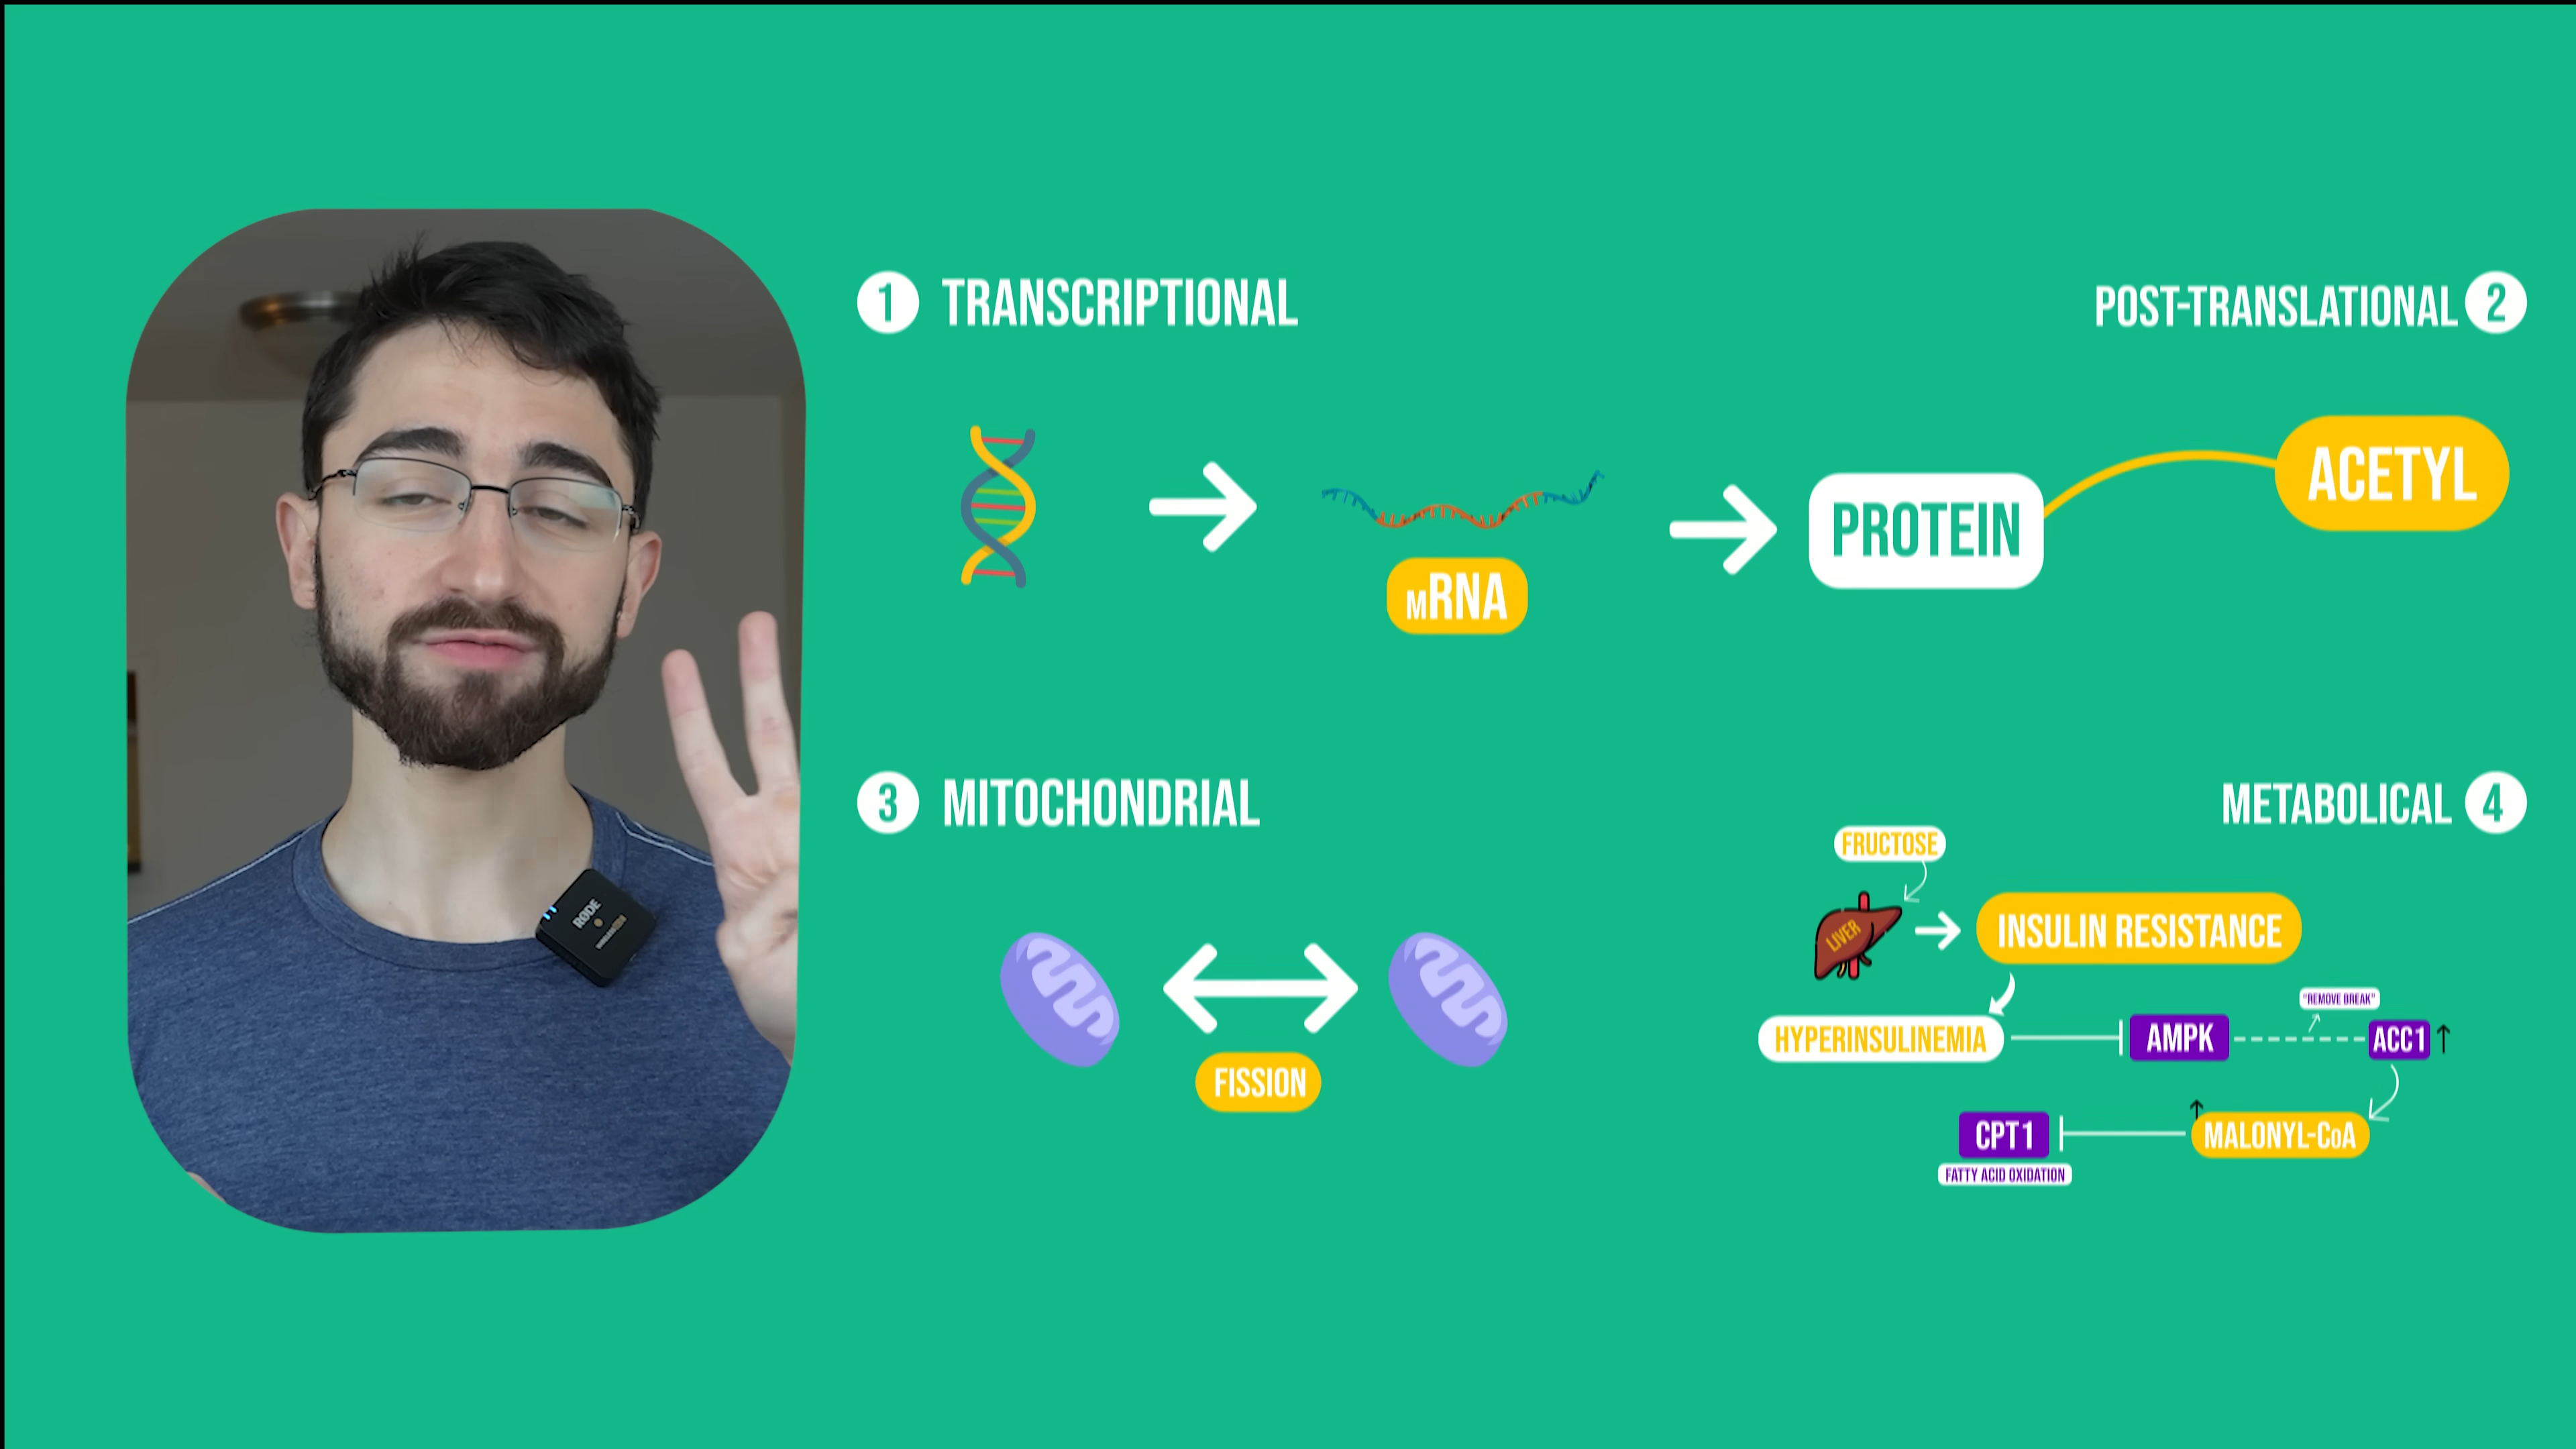 1 TRANSCRIPTIONAL
POST-TRANSLATIONAL 2
ACETYL
PROTEIN
mRNA
3 MITOCHONDRIAL
METABOLICAL 4
FRUCTOSE
LIVER
INSULIN RESISTANCE
RØDE
"REMOVE BREAK"
HYPERINSULINEMIA
AMPK
ACC1
FISSION
CPT1
MALONYL-CoA
FATTY ACID OXIDATION